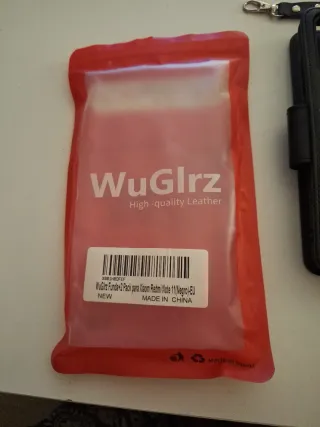 WuGlrz
High -quality Leather
WuGlrz Funda+2 Pack para Xiaomi Redmi Note 11(Negro)-EU
NEW MADE IN CHINA